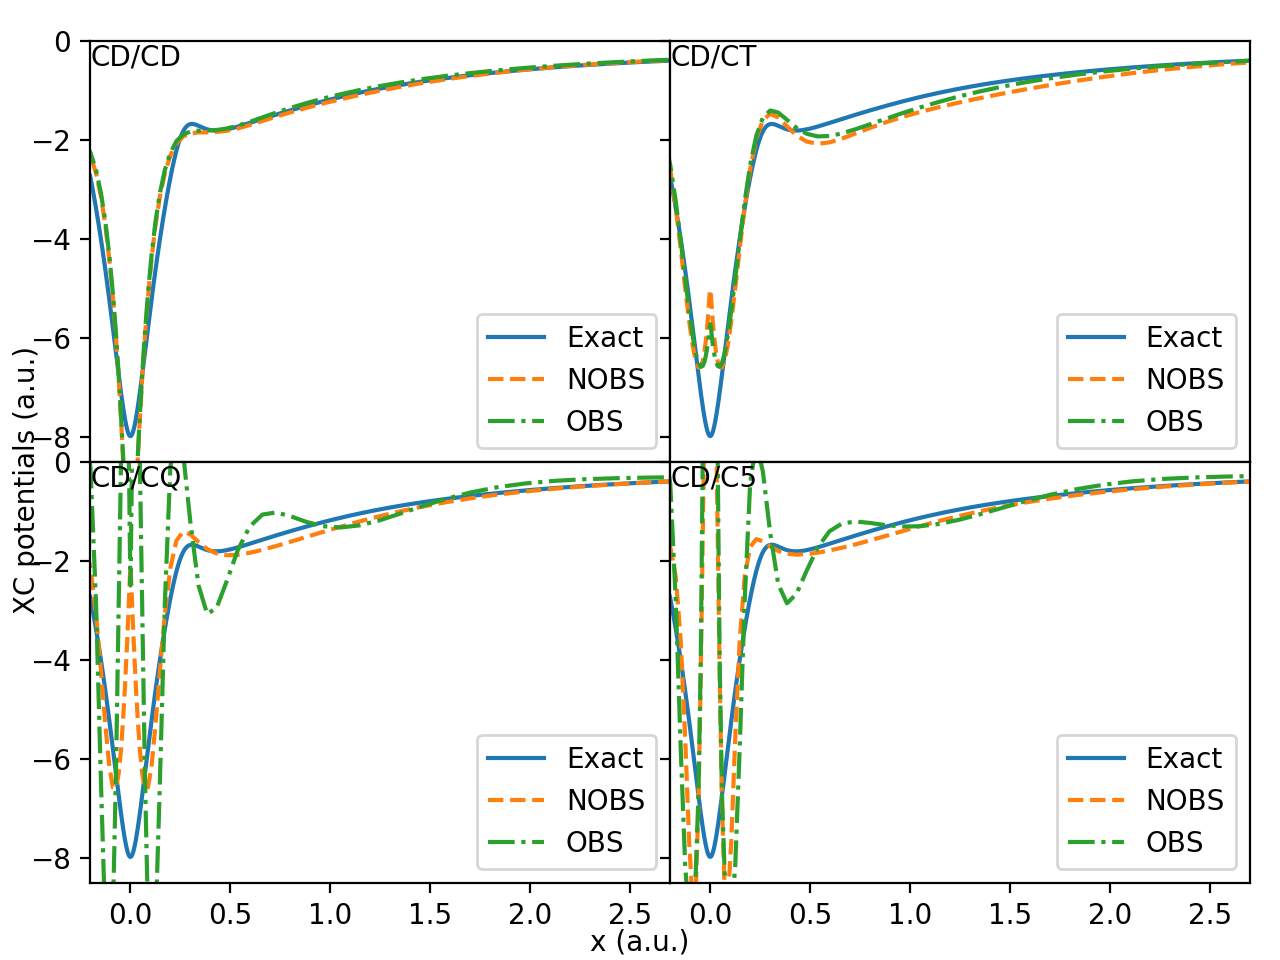 CD/CD
CD/CT
0
−2
−4
−6
−8
Exact
NOBS
OBS
Exact
NOBS
OBS
XC potentials (a.u.)
CD/CQ
CD/C5
0
−2
−4
−6
−8
Exact
NOBS
OBS
Exact
NOBS
OBS
0.0 0.5 1.0 1.5 2.0 2.5
0.0 0.5 1.0 1.5 2.0 2.5
x (a.u.)